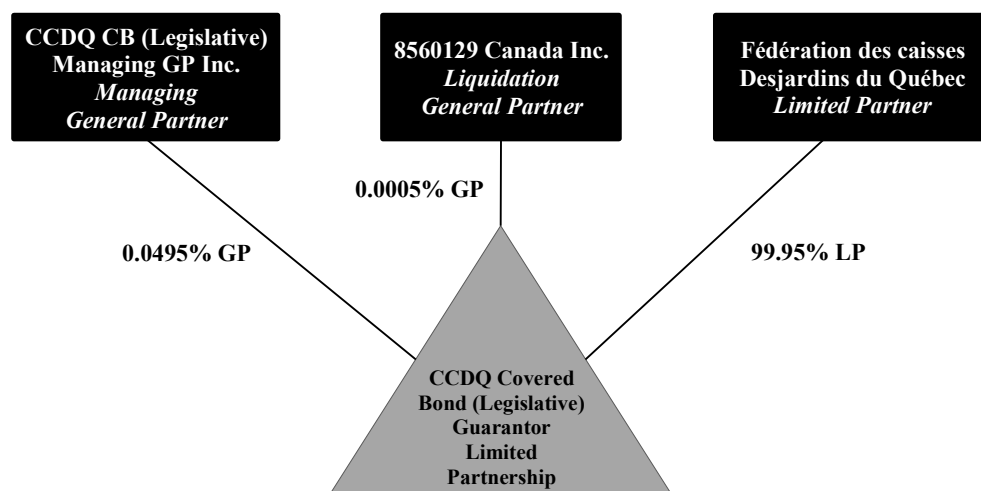 CCDQ CB (Legislative)
Managing GP Inc.
Managing
General Partner
8560129 Canada Inc.
Liquidation
General Partner
Fédération des caisses
Desjardins du Québec
Limited Partner
0.0495% GP
0.0005% GP
99.95% LP
CCDQ Covered
Bond (Legislative)
Guarantor
Limited
Partnership